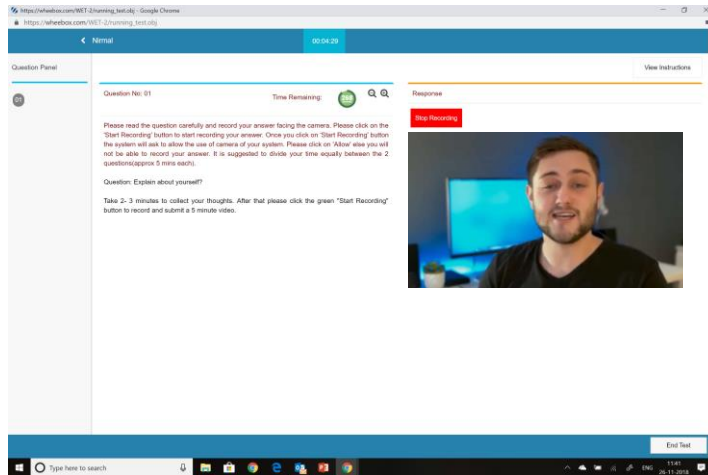 https://wheebox.com/WET-2/running_test.obj - Google Chrome
https://wheebox.com/WET-2/running_test.obj
Nirmal
00:04:29
Question Panel
View Instructions
01
Question No: 01
Time Remaining:
Response
Stop Recording
Please read the question carefully and record your answer facing the camera. Please click on the
'Start Recording' button to start recording your answer. Once you click on 'Start Recording' button
the system will ask to allow the use of camera of your system. Please click on 'Allow' else you will
not be able to record your answer. It is suggested to divide your time equally between the 2
questions(approx 5 mins each).
Question: Explain about yourself?
Take 2- 3 minutes to collect your thoughts. After that please click the green "Start Recording"
button to record and submit a 5 minute video.
End Test
Type here to search
ENG
11:41
26-11-2018